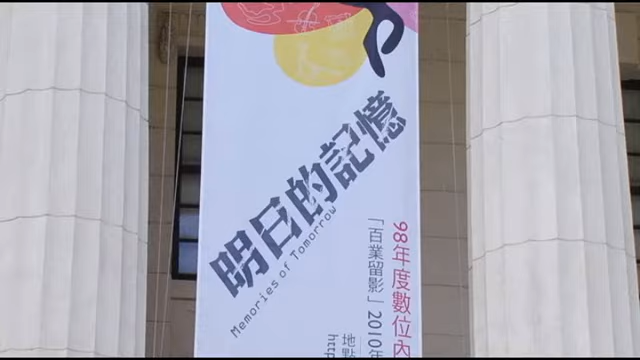 明日的記憶
Memories of Tomorrow
98年度數位內
「百業留影」2010年
地點
http